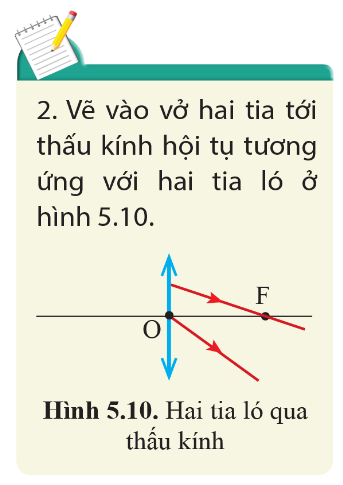 2. Vẽ vào vở hai tia tới
thấu kính hội tụ tương
ứng với hai tia ló ở
hình 5.10.
F
O
Hình 5.10. Hai tia ló qua
thấu kính